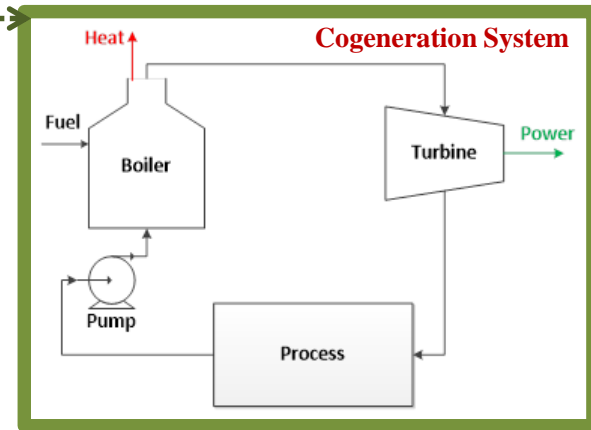 Cogeneration System
Heat
Fuel
Boiler
Turbine
Power
Pump
Process